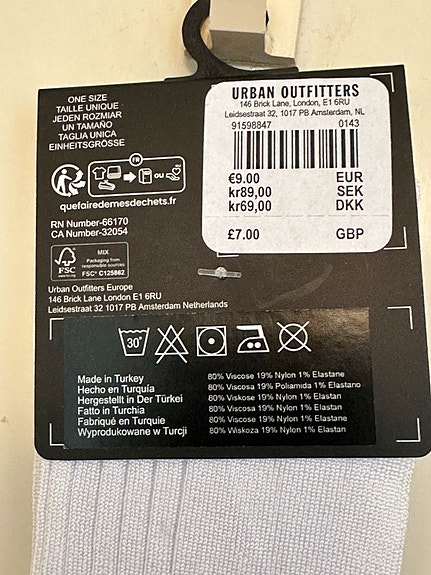 ONE SIZE
TAILLE UNIQUE
JEDEN ROZMIAR
UN TAMAÑO
TAGLIA UNICA
EINHEITSGRÖSSE
FR
OU
quefairedemesdechets.fr
RN Number-66170
CA Number-32054
FSC
www.fsc.org
MIX
Packaging from
responsible sources
FSC® C125862
Urban Outfitters Europe
146 Brick Lane London E1 6RU
Leidsestraat 32 1017 PB Amsterdam Netherlands
URBAN OUTFITTERS
146 Brick Lane, London, E1 6RU
Leidsestraat 32, 1017 PB Amsterdam, NL
91598847 0143
€9.00 EUR
kr89,00 SEK
kr69,00 DKK
£7.00 GBP
30°
Made in Turkey 80% Viscose 19% Nylon 1% Elastane
Hecho en Turquía 80% Viscosa 19% Poliamida 1% Elastano
Hergestellt in Der Türkei 80% Viskose 19% Nylon 1% Elastan
Fatto in Turchia 80% Viscosa 19% Nylon 1% Elastan
Fabriqué en Turquie 80% Viscose 19% Nylon 1% Elastane
Wyprodukowane w Turcji 80% Wiskoza 19% Nylon 1% Elastan